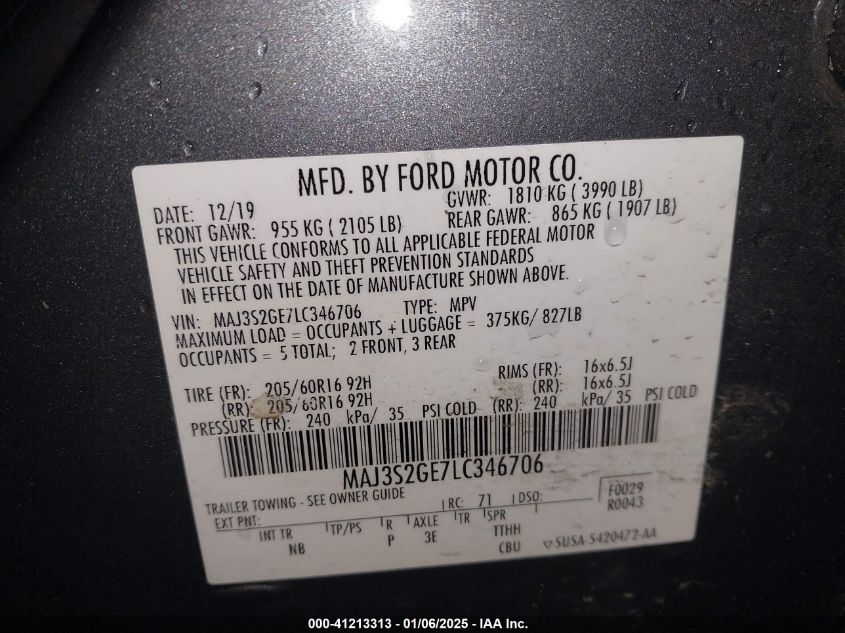 MFD. BY FORD MOTOR CO.
DATE: 12/19 GVWR: 1810 KG ( 3990 LB)
FRONT GAWR: 955 KG ( 2105 LB) REAR GAWR: 865 KG ( 1907 LB)
THIS VEHICLE CONFORMS TO ALL APPLICABLE FEDERAL MOTOR
VEHICLE SAFETY AND THEFT PREVENTION STANDARDS
IN EFFECT ON THE DATE OF MANUFACTURE SHOWN ABOVE.
VIN: MAJ3S2GE7LC346706 TYPE: MPV
MAXIMUM LOAD = OCCUPANTS + LUGGAGE = 375KG/ 827LB
OCCUPANTS = 5 TOTAL; 2 FRONT, 3 REAR
TIRE (FR): 205/60R16 92H RIMS (FR): 16x6.5J
(RR): 205/60R16 92H (RR): 16x6.5J
PRESSURE (FR): 240 kPa/ 35 PSI COLD (RR): 240 kPa/ 35 PSI COLD
MAJ3S2GE7LC346706
TRAILER TOWING - SEE OWNER GUIDE F0029
EXT PNT: RC: 71 DSO: R0043
INT TR TP/PS R AXLE TR SPR
NB P 3E TTHH
CBU ▽5USA-5420472-AA
000-41213313 - 01/06/2025 - IAA Inc.